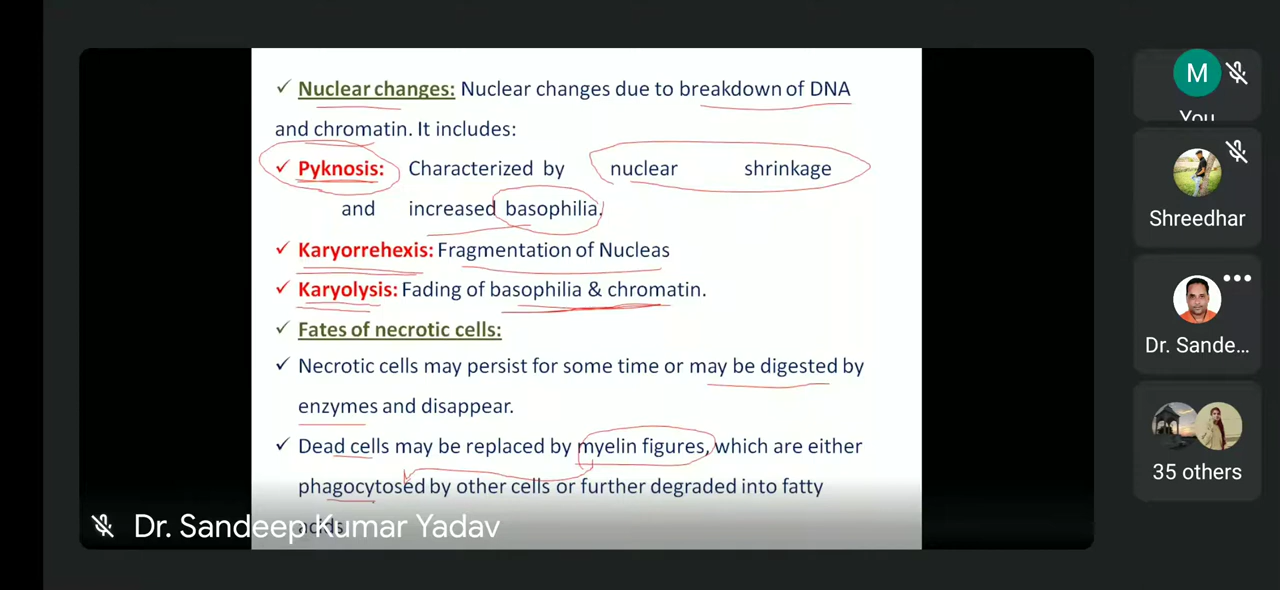 ✓ Nuclear changes: Nuclear changes due to breakdown of DNA
and chromatin. It includes:
✓ Pyknosis: Characterized by nuclear shrinkage
and increased basophilia.
✓ Karyorrehexis: Fragmentation of Nucleas
✓ Karyolysis: Fading of basophilia & chromatin.
✓ Fates of necrotic cells:
✓ Necrotic cells may persist for some time or may be digested by
enzymes and disappear.
✓ Dead cells may be replaced by myelin figures, which are either
phagocytosed by other cells or further degraded into fatty
acids
Dr. Sandeep Kumar Yadav
M
You
Shreedhar
Dr. Sande...
35 others